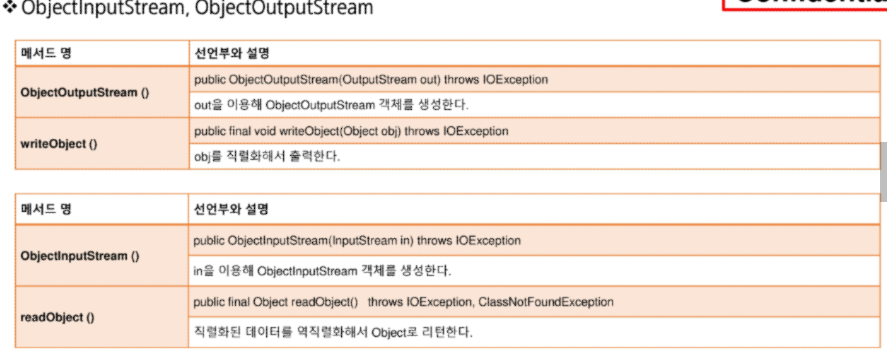 ❖ ObjectInputStream, ObjectOutputStream
메서드 명 선언부와 설명
ObjectOutputStream ()
public ObjectOutputStream(OutputStream out) throws IOException
out을 이용해 ObjectOutputStream 객체를 생성한다.
writeObject ()
public final void writeObject(Object obj) throws IOException
obj를 직렬화해서 출력한다.
메서드 명 선언부와 설명
ObjectInputStream ()
public ObjectInputStream(InputStream in) throws IOException
in을 이용해 ObjectInputStream 객체를 생성한다.
readObject ()
public final Object readObject() throws IOException, ClassNotFoundException
직렬화된 데이터를 역직렬화해서 Object로 리턴한다.